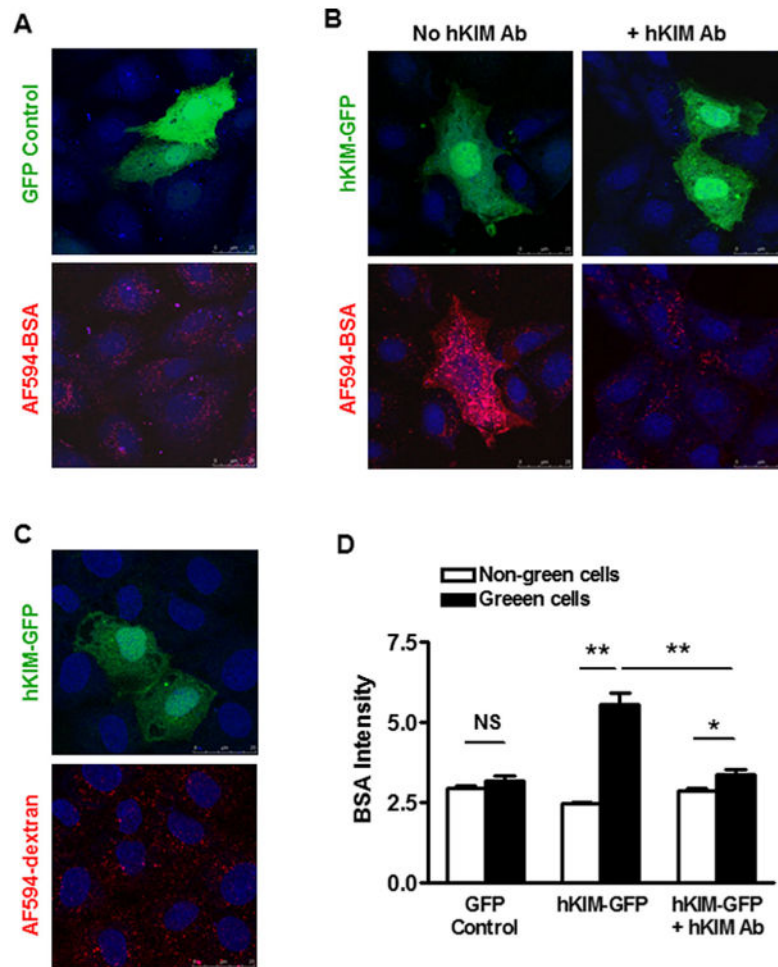 A
GFP Control
AF594-BSA
B
No hKIM Ab
+ hKIM Ab
hKIM-GFP
AF594-BSA
C
hKIM-GFP
AF594-dextran
D
Non-green cells
Greeen cells
BSA Intensity
7.5
5.0
2.5
0.0
NS
**
**
*
GFP
Control
hKIM-GFP
hKIM-GFP
+ hKIM Ab